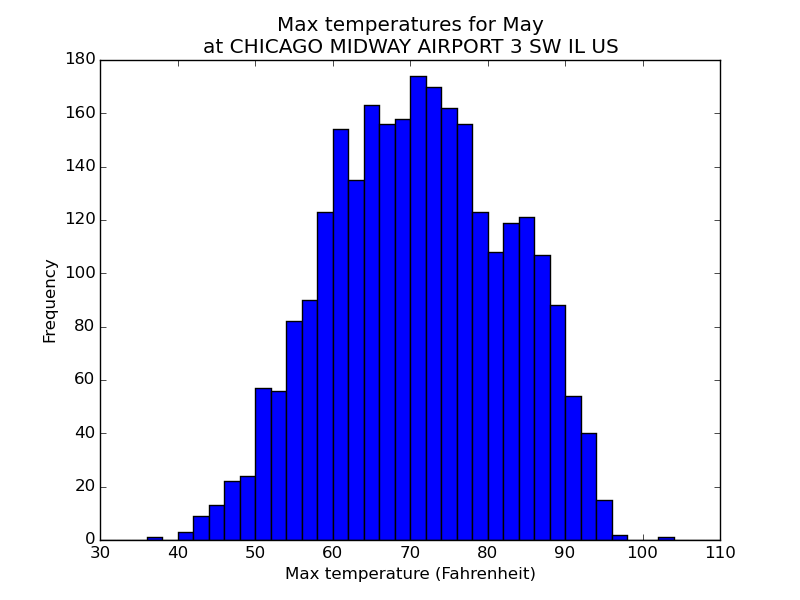 Max temperatures for May
at CHICAGO MIDWAY AIRPORT 3 SW IL US
180
160
140
120
100
80
60
40
20
0
Frequency
30 40 50 60 70 80 90 100 110
Max temperature (Fahrenheit)